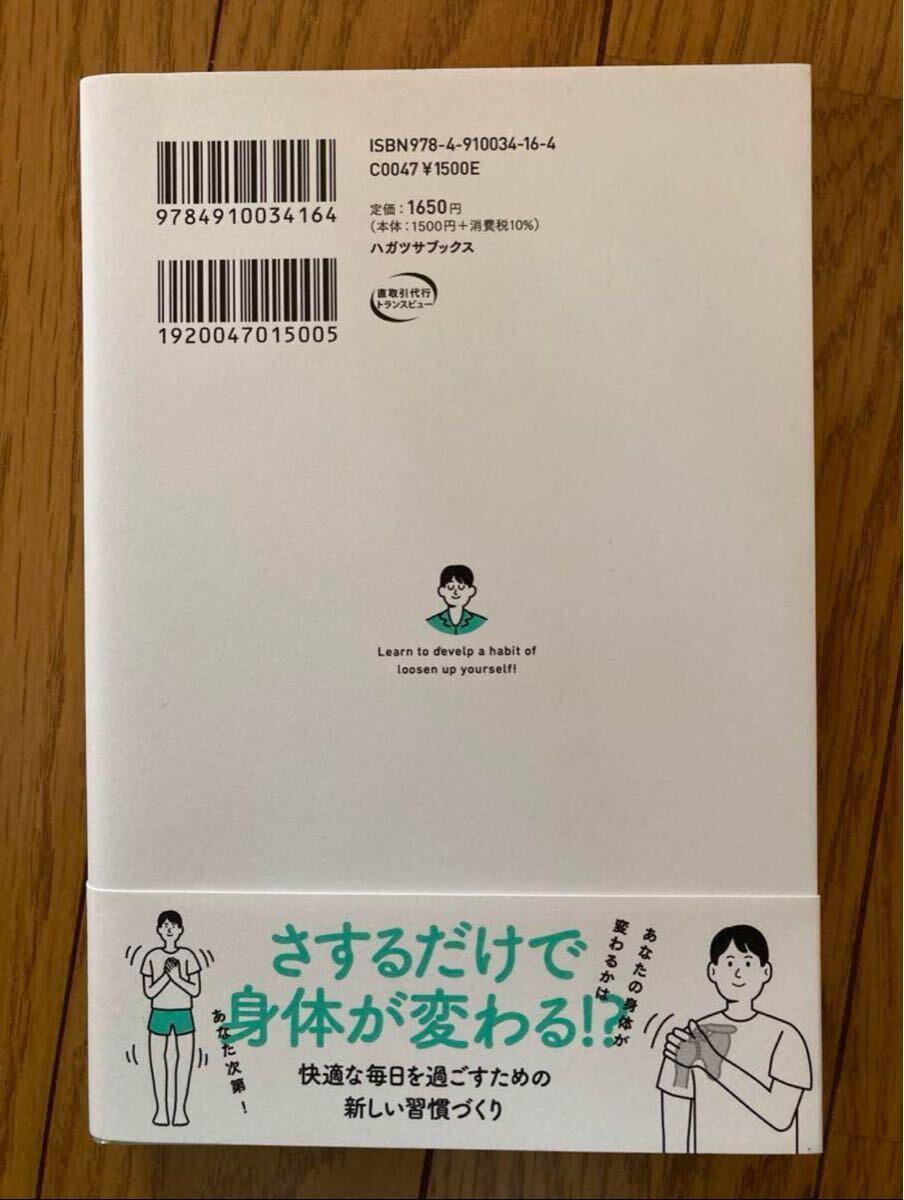 ISBN978-4-910034-16-4
C0047 ¥1500E
9784910034164
定価：1650円
（本体：1500円＋消費税10%）
ハガツサブックス
直取引代行
トランスビュー
1920047015005
Learn to develp a habit of
loosen up yourself!
さするだけで
身体が変わる!?
あなたの身体が
変わるかは
あなた次第！
快適な毎日を過ごすための
新しい習慣づくり